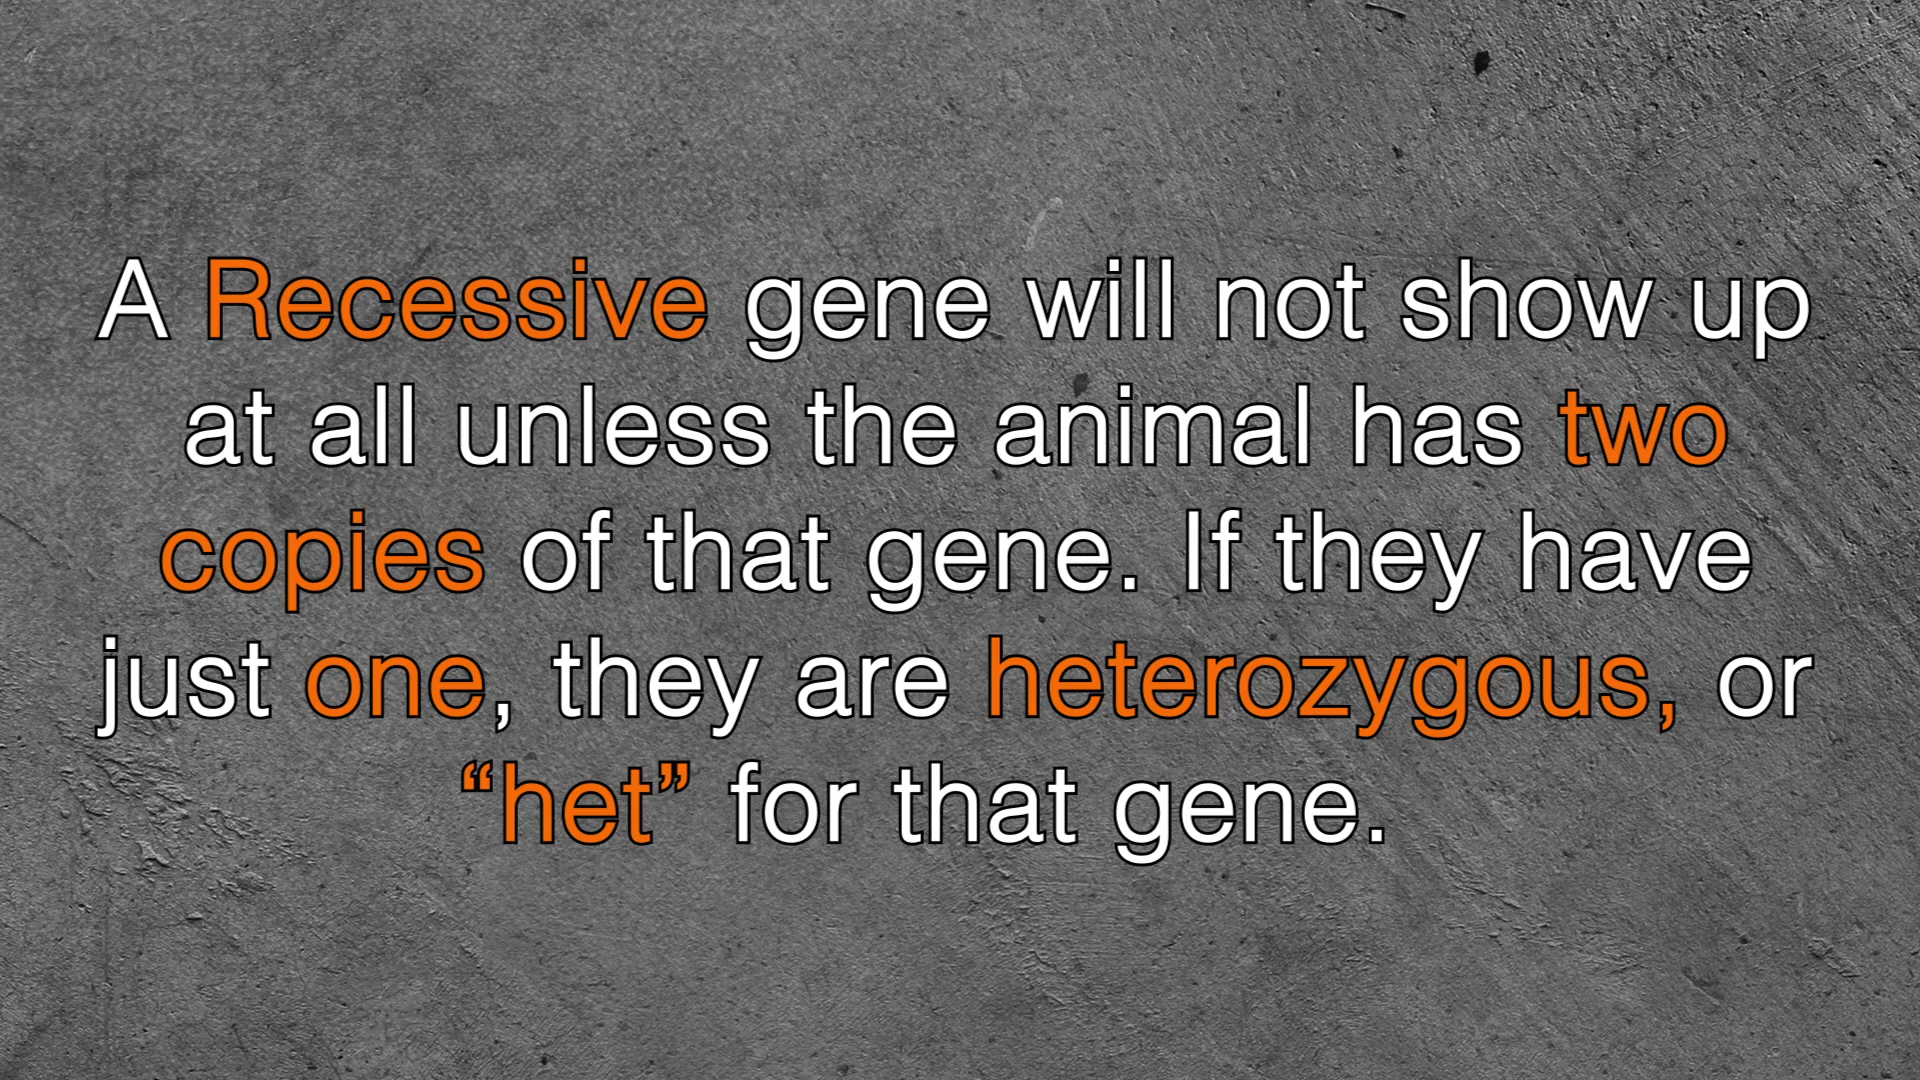 A Recessive gene will not show up
at all unless the animal has two
copies of that gene. If they have
just one, they are heterozygous, or
“het” for that gene.